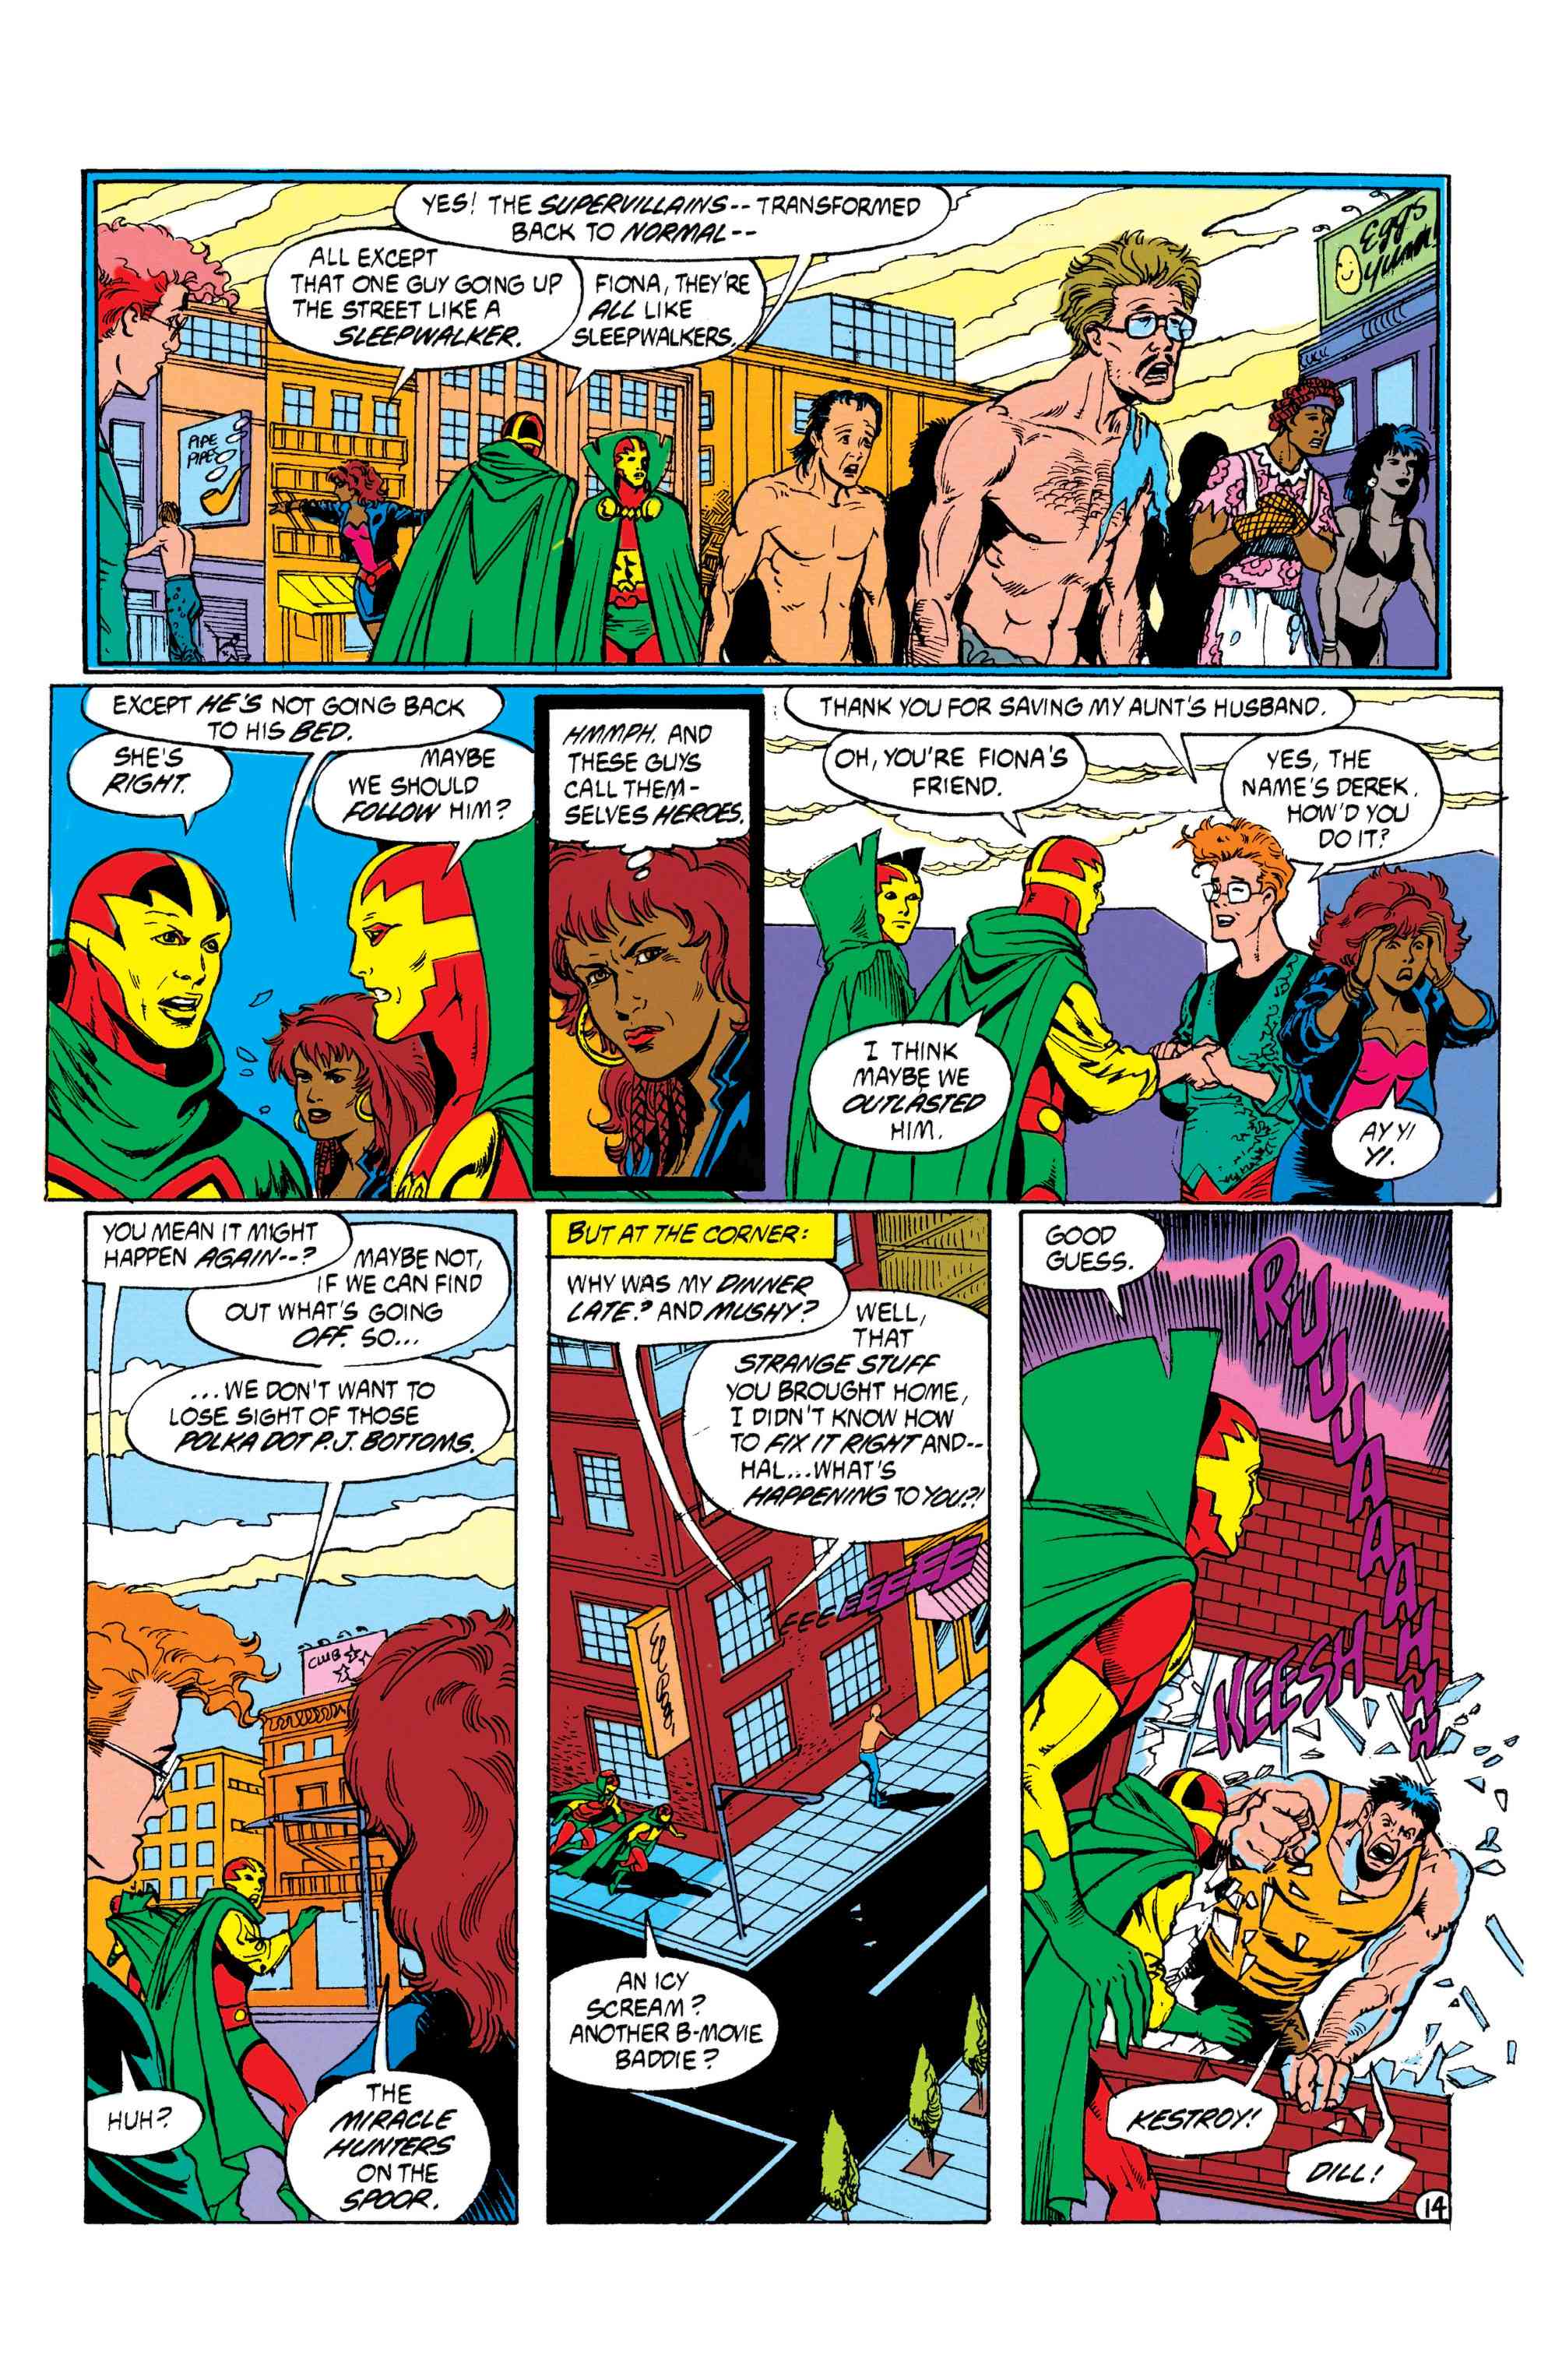 YES! THE SUPERVILLAINS-- TRANSFORMED
BACK TO NORMAL--
ALL EXCEPT
THAT ONE GUY GOING UP
THE STREET LIKE A
SLEEPWALKER.
FIONA, THEY'RE
ALL LIKE
SLEEPWALKERS.
PIPE
PIPES
Eggs
Yumm!
EXCEPT HE'S NOT GOING BACK
TO HIS BED.
SHE'S
RIGHT.
MAYBE
WE SHOULD
FOLLOW HIM?
HMMPH. AND
THESE GUYS
CALL THEM-
SELVES HEROES.
THANK YOU FOR SAVING MY AUNT'S HUSBAND.
OH, YOU'RE FIONA'S
FRIEND.
YES, THE
NAME'S DEREK.
HOW'D YOU
DO IT?
I THINK
MAYBE WE
OUTLASTED
HIM.
AY YI
YI.
YOU MEAN IT MIGHT
HAPPEN AGAIN--?
MAYBE NOT,
IF WE CAN FIND
OUT WHAT'S GOING
OFF. SO...
...WE DON'T WANT TO
LOSE SIGHT OF THOSE
POLKA DOT P.J. BOTTOMS.
CLUB
HUH?
THE
MIRACLE
HUNTERS
ON THE
SPOOR.
BUT AT THE CORNER:
WHY WAS MY DINNER
LATE? AND MUSHY?
WELL,
THAT
STRANGE STUFF
YOU BROUGHT HOME,
I DIDN'T KNOW HOW
TO FIX IT RIGHT AND--
HAL...WHAT'S
HAPPENING TO YOU?!
EEEEEEEE
AN ICY
SCREAM?
ANOTHER B-MOVIE
BADDIE?
GOOD
GUESS.
RUUUAAAAHHH
KEESH
KESTROY!
DILL!
14